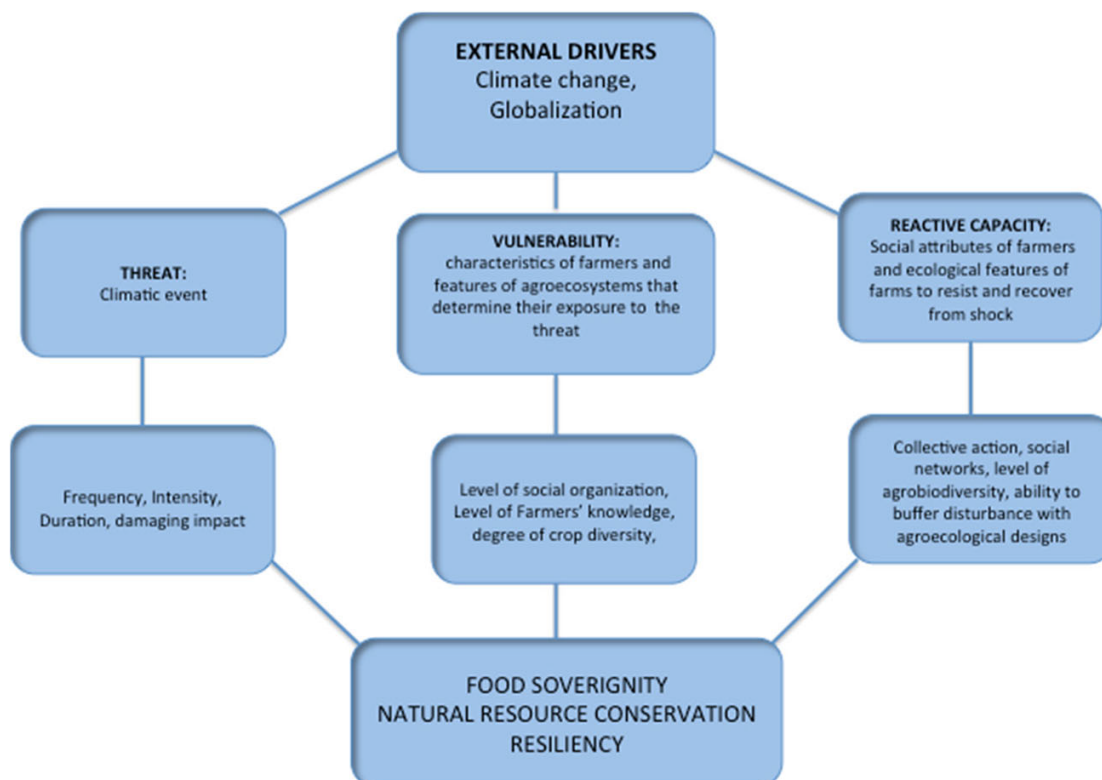 EXTERNAL DRIVERS
Climate change,
Globalization
THREAT:
Climatic event
VULNERABILITY:
characteristics of farmers and
features of agroecosystems that
determine their exposure to the
threat
REACTIVE CAPACITY:
Social attributes of farmers
and ecological features of
farms to resist and recover
from shock
Frequency, Intensity,
Duration, damaging impact
Level of social organization,
Level of Farmers' knowledge,
degree of crop diversity,
Collective action, social
networks, level of
agrobiodiversity, ability to
buffer disturbance with
agroecological designs
FOOD SOVERIGNITY
NATURAL RESOURCE CONSERVATION
RESILIENCY